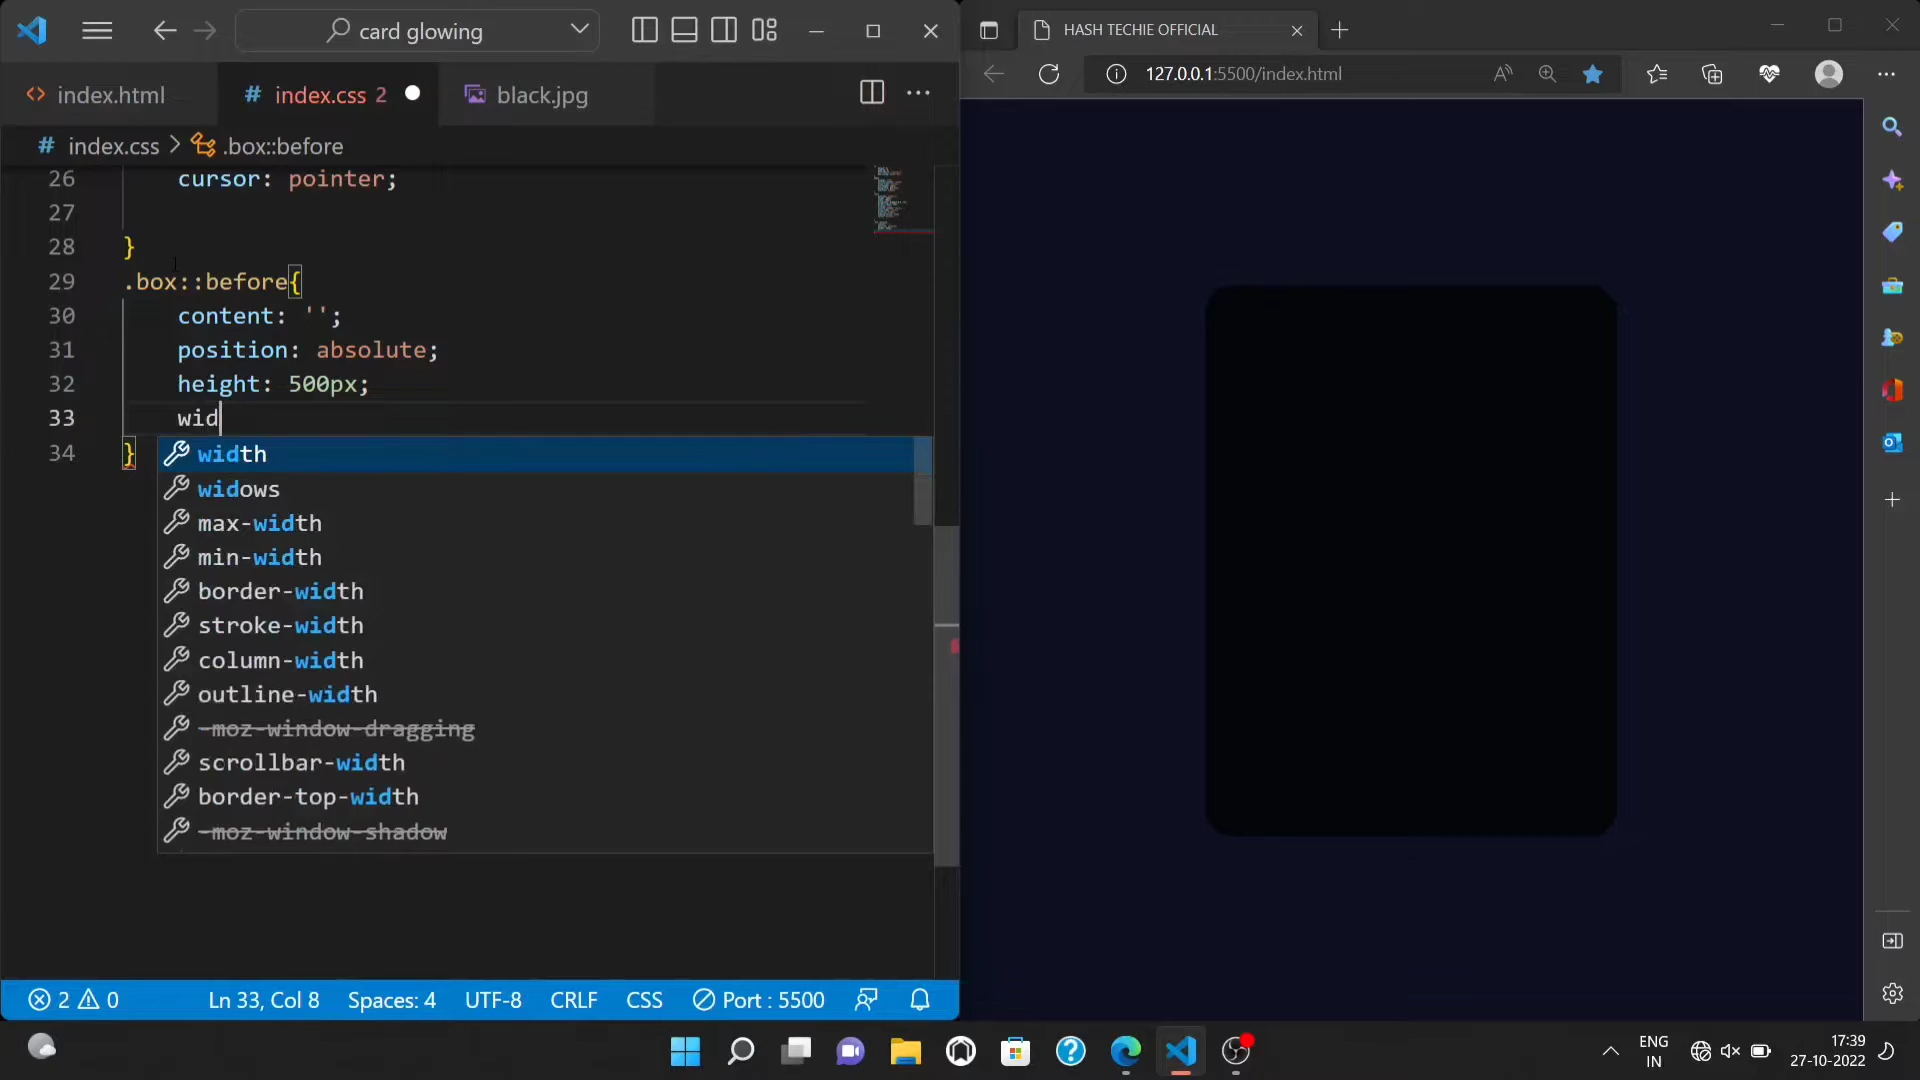 card glowing
index.html
# index.css 2
black.jpg
# index.css > .box::before
26 cursor: pointer;
27
28 }
29 .box::before{
30 content: '';
31 position: absolute;
32 height: 500px;
33 wid
34 }
width
widows
max-width
min-width
border-width
stroke-width
column-width
outline-width
-moz-window-dragging
scrollbar-width
border-top-width
-moz-window-shadow
2 0 Ln 33, Col 8 Spaces: 4 UTF-8 CRLF CSS Port : 5500
HASH TECHIE OFFICIAL
127.0.0.1:5500/index.html
ENG
IN
17:39
27-10-2022